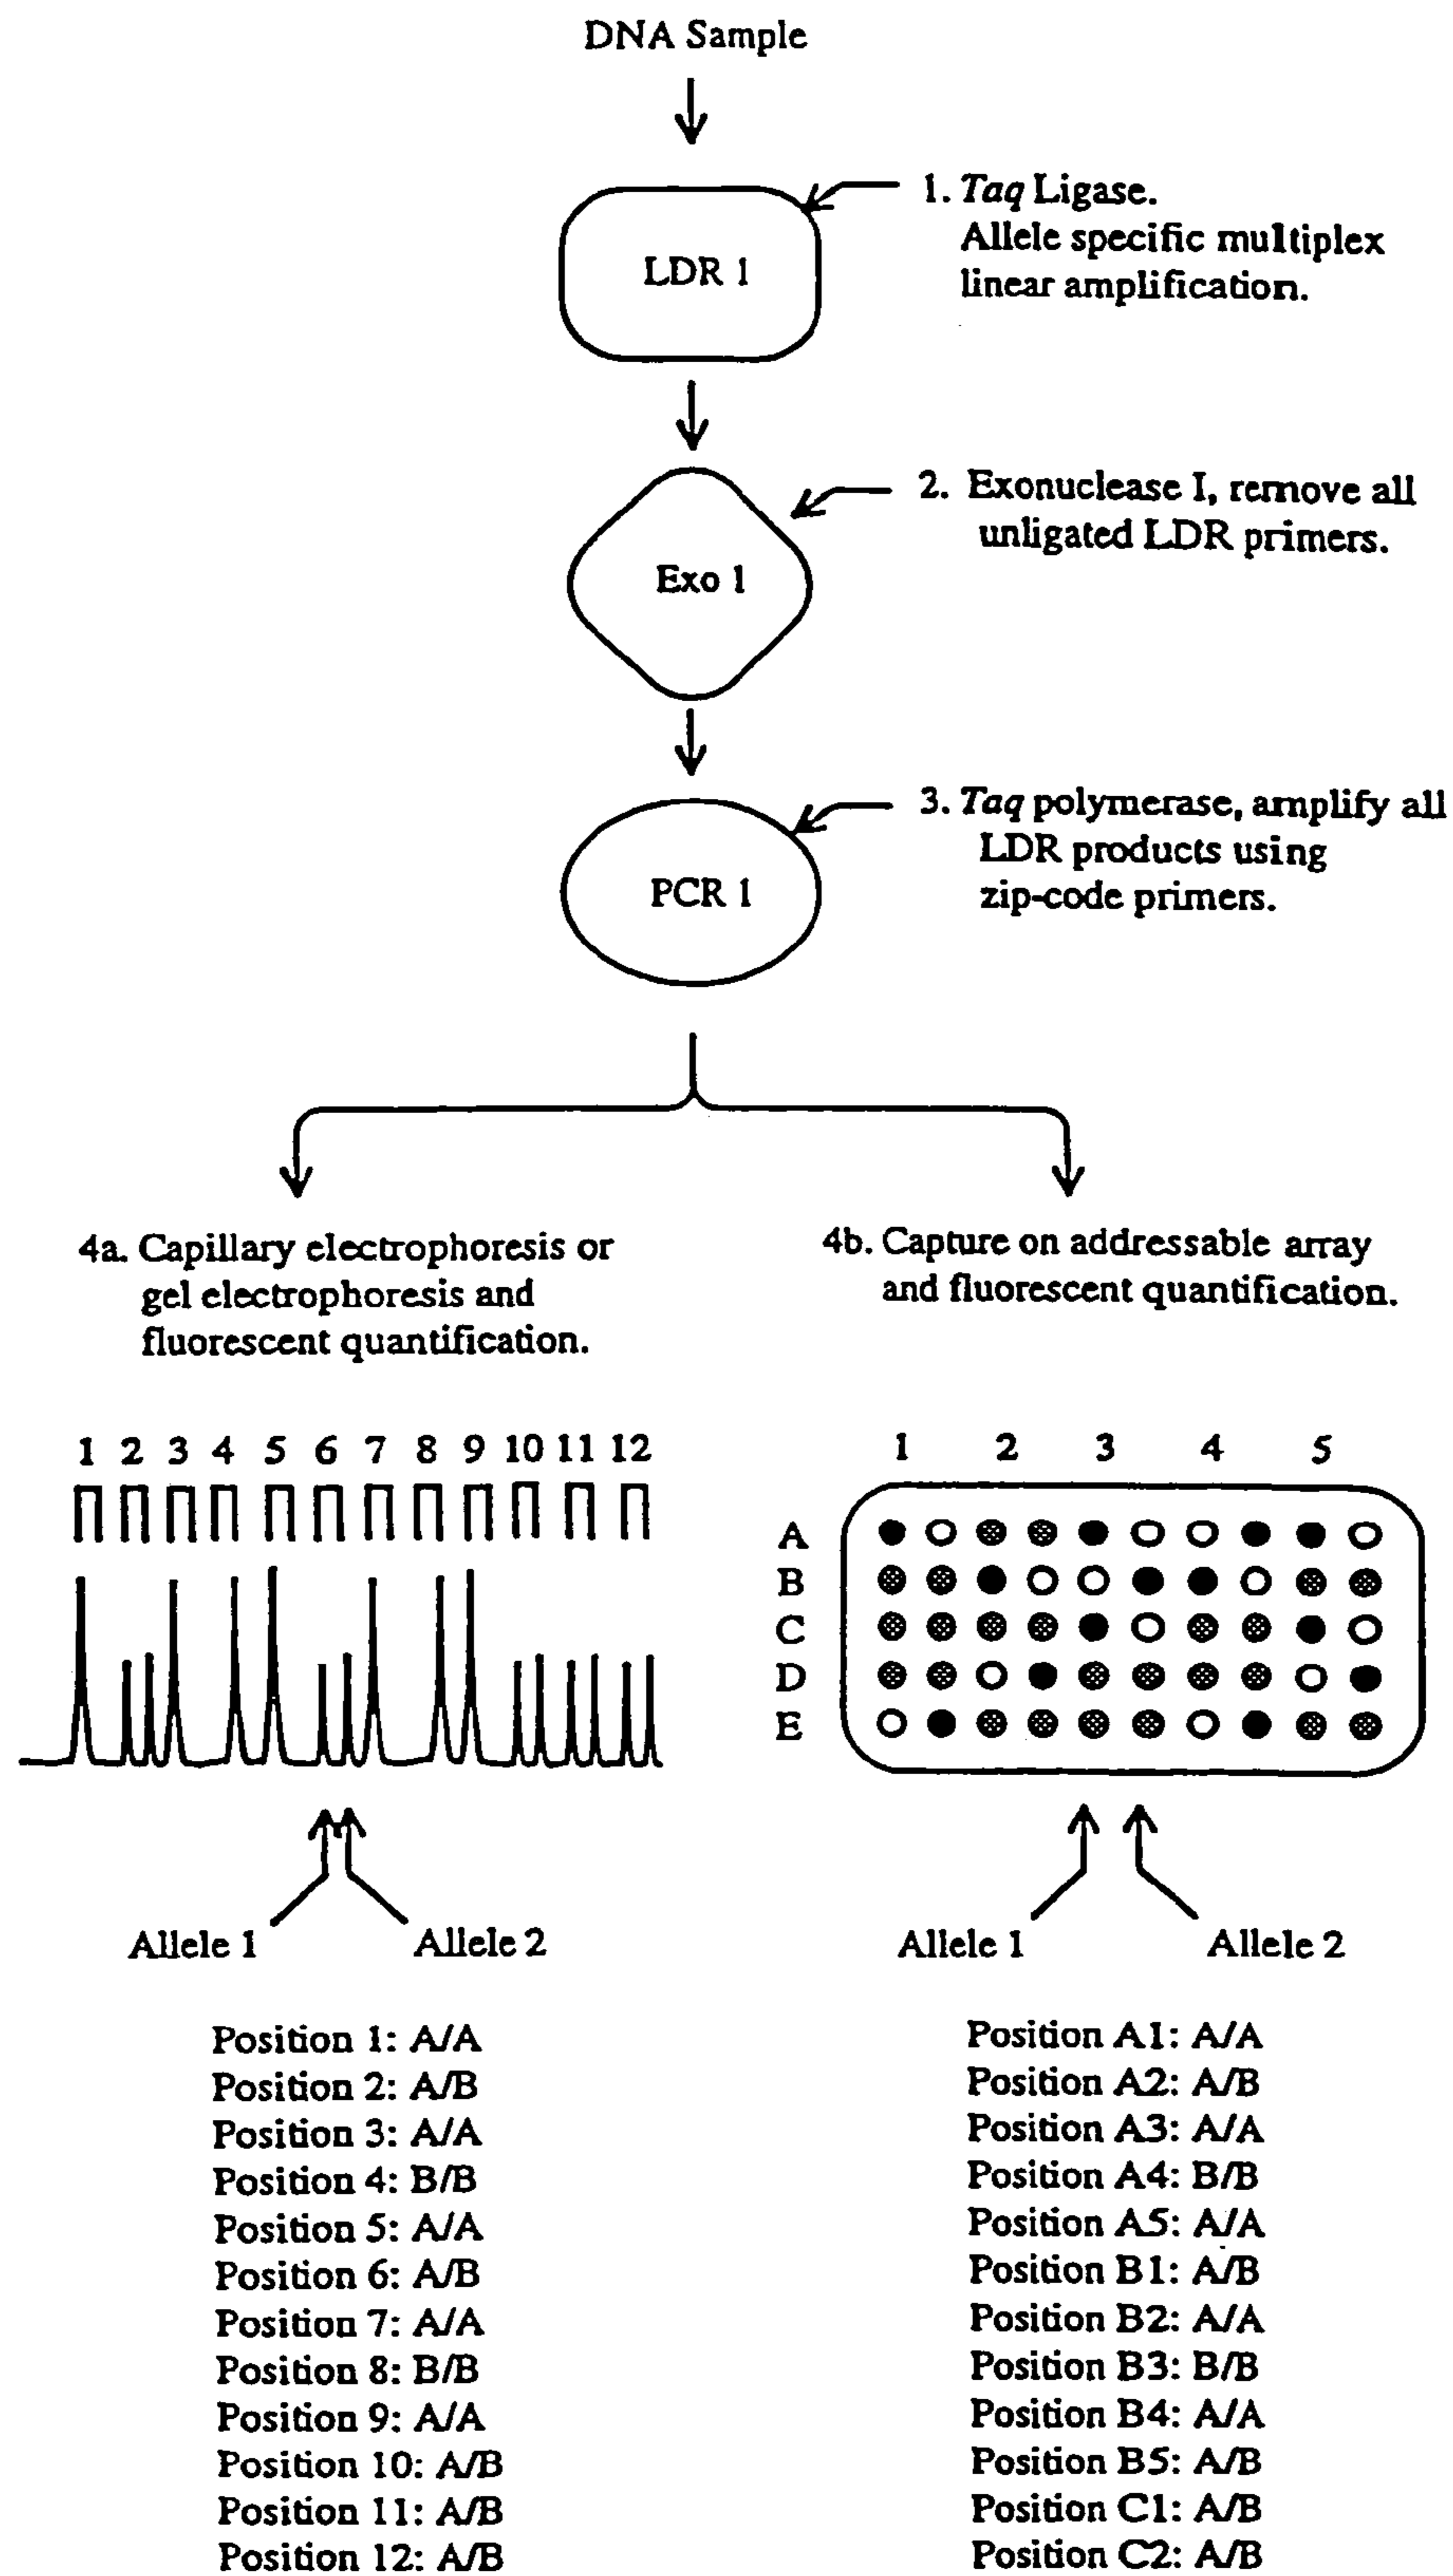 DNA Sample
LDR 1
1. Taq Ligase.
Allele specific multiplex
linear amplification.
Exo 1
2. Exonuclease I, remove all
unligated LDR primers.
PCR 1
3. Taq polymerase, amplify all
LDR products using
zip-code primers.
4a. Capillary electrophoresis or
gel electrophoresis and
fluorescent quantification.
1 2 3 4 5 6 7 8 9 10 11 12
Allele 1
Allele 2
Position 1: A/A
Position 2: A/B
Position 3: A/A
Position 4: B/B
Position 5: A/A
Position 6: A/B
Position 7: A/A
Position 8: B/B
Position 9: A/A
Position 10: A/B
Position 11: A/B
Position 12: A/B
4b. Capture on addressable array
and fluorescent quantification.
1 2 3 4 5
A
B
C
D
E
Allele 1
Allele 2
Position A1: A/A
Position A2: A/B
Position A3: A/A
Position A4: B/B
Position A5: A/A
Position B1: A/B
Position B2: A/A
Position B3: B/B
Position B4: A/A
Position B5: A/B
Position C1: A/B
Position C2: A/B